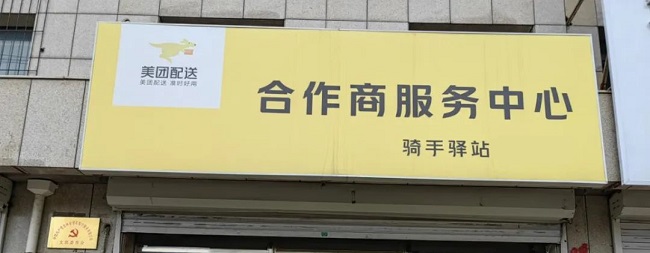 美团配送
美团配送 准时好用
合作商服务中心
骑手驿站